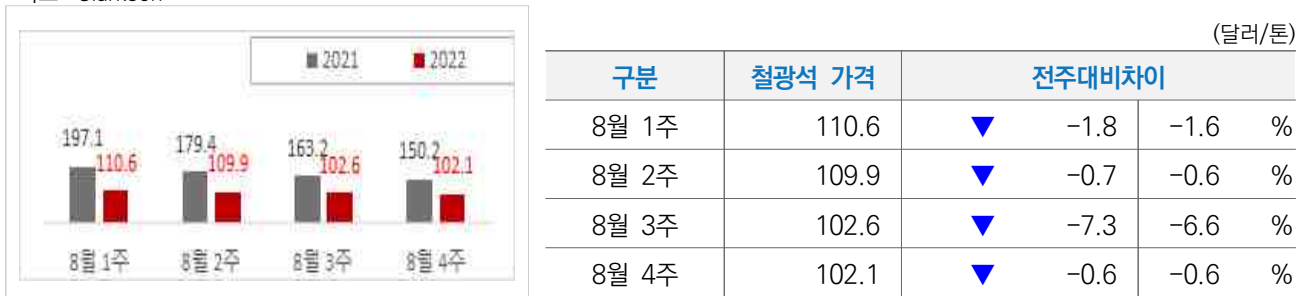 (달러/톤)
2021 2022
197.1 110.6 179.4 109.9 163.2 102.6 150.2 102.1
8월 1주 8월 2주 8월 3주 8월 4주
구분 철광석 가격 전주대비차이
8월 1주 110.6 ▼ -1.8 -1.6 %
8월 2주 109.9 ▼ -0.7 -0.6 %
8월 3주 102.6 ▼ -7.3 -6.6 %
8월 4주 102.1 ▼ -0.6 -0.6 %